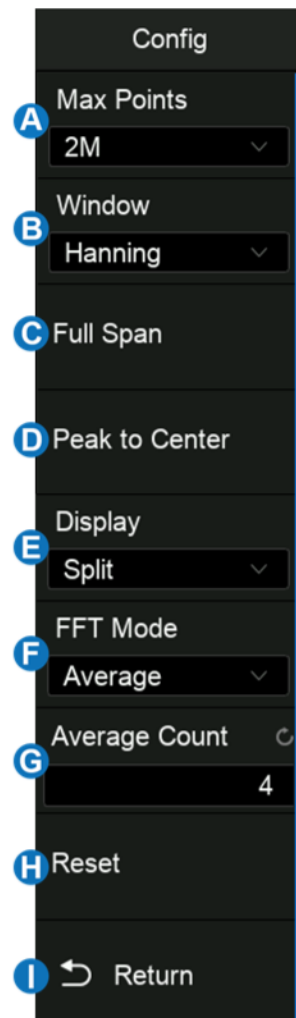 Config
Max Points
A
2M
Window
B
Hanning
C Full Span
D Peak to Center
Display
E
Split
FFT Mode
F
Average
Average Count
G
4
H Reset
I Return